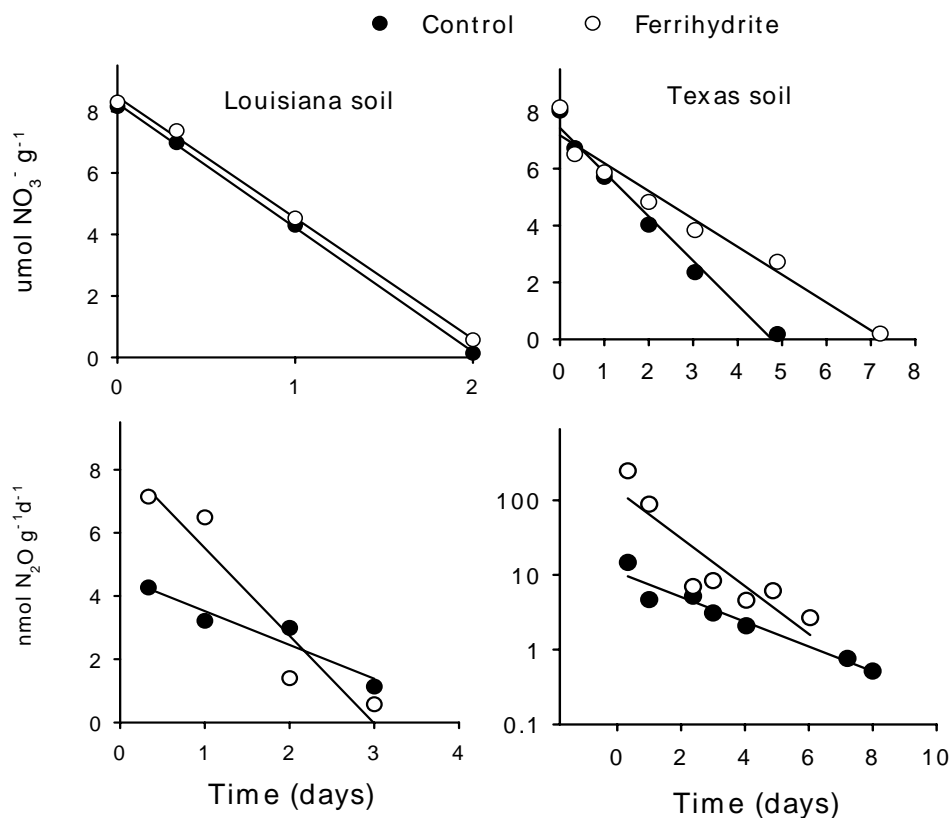 Control Ferrihydrite
Louisiana soil
Texas soil
umol NO3- g-1
8
6
4
2
0
0 1 2
8
6
4
2
0
0 1 2 3 4 5 6 7 8
nmol N2O g-1d-1
8
6
4
2
0
0 1 2 3 4
Time (days)
100
10
1
0.1
0 2 4 6 8 10
Time (days)